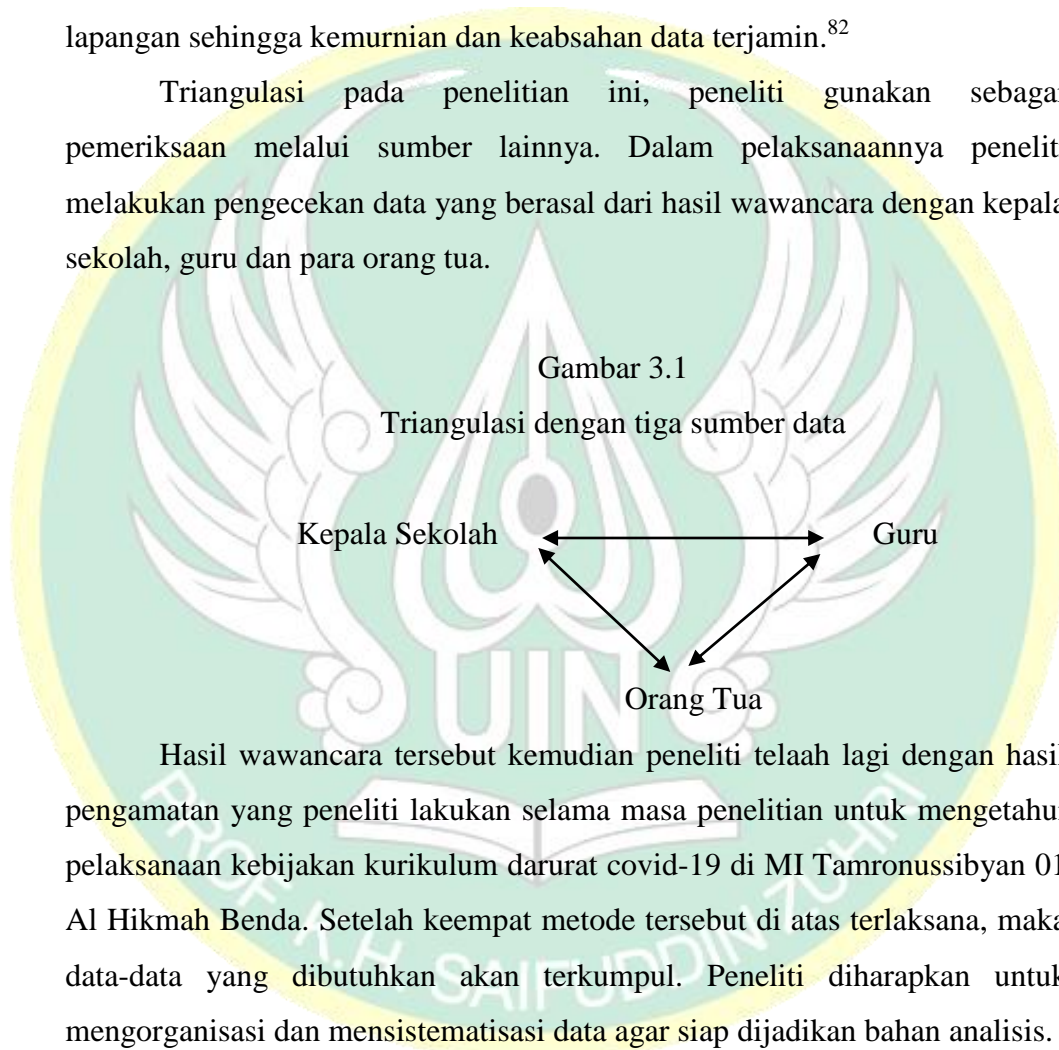 lapangan sehingga kemurnian dan keabsahan data terjamin.82
Triangulasi pada penelitian ini, peneliti gunakan sebagai
pemeriksaan melalui sumber lainnya. Dalam pelaksanaannya peneliti
melakukan pengecekan data yang berasal dari hasil wawancara dengan kepala
sekolah, guru dan para orang tua.
Gambar 3.1
Triangulasi dengan tiga sumber data
Kepala Sekolah Guru
Orang Tua
UIN
Hasil wawancara tersebut kemudian peneliti telaah lagi dengan hasil
pengamatan yang peneliti lakukan selama masa penelitian untuk mengetahui
pelaksanaan kebijakan kurikulum darurat covid-19 di MI Tamronussibyan 01
Al Hikmah Benda. Setelah keempat metode tersebut di atas terlaksana, maka
data-data yang dibutuhkan akan terkumpul. Peneliti diharapkan untuk
mengorganisasi dan mensistematisasi data agar siap dijadikan bahan analisis.
PROF. K.H. SAIFUDDIN ZUHRI